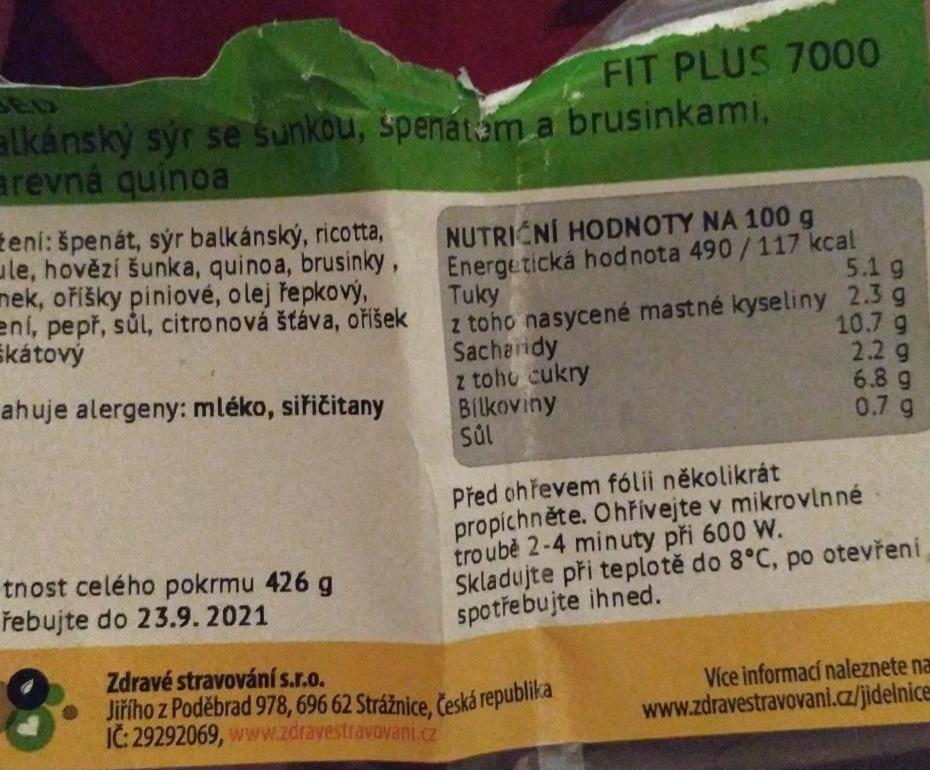 FIT PLUS 7000
alkánský sýr se šunkou, špenátem a brusinkami,
arevná quinoa
žení: špenát, sýr balkánský, ricotta,
ule, hovězí šunka, quinoa, brusinky ,
nek, oříšky piniové, olej řepkový,
ení, pepř, sůl, citronová šťáva, oříšek
škátový
ahuje alergeny: mléko, siřičitany
tnost celého pokrmu 426 g
řebujte do 23.9. 2021
NUTRIČNÍ HODNOTY NA 100 g
Energetická hodnota 490 / 117 kcal
Tuky 5.1 g
z toho nasycené mastné kyseliny 2.3 g
Sacharidy 10.7 g
z toho cukry 2.2 g
Bílkoviny 6.8 g
Sůl 0.7 g
Před ohřevem fólii několikrát
propíchněte. Ohřívejte v mikrovlnné
troubě 2-4 minuty při 600 W.
Skladujte při teplotě do 8°C, po otevření
spotřebujte ihned.
Zdravé stravování s.r.o.
Jiřího z Poděbrad 978, 696 62 Strážnice, Česká republika
IČ: 29292069, www.zdravestravovani.cz
Více informací naleznete na
www.zdravestravovani.cz/jidelnice